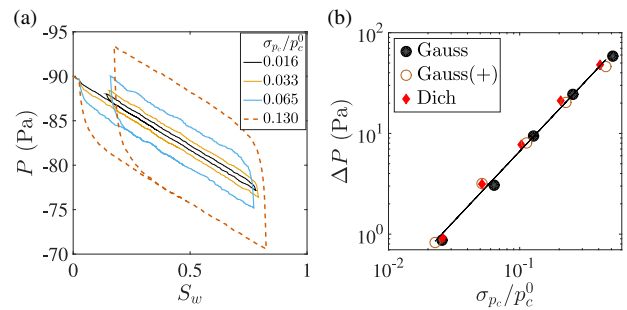 (a)
-90
-85
-80
-75
-70
P (Pa)
0
0.5
1
S_w
σ_{p_c}/p_c^0
0.016
0.033
0.065
0.130
(b)
10^2
10^1
10^0
ΔP (Pa)
Gauss
Gauss(+)
Dich
10^{-2}
10^{-1}
σ_{p_c}/p_c^0